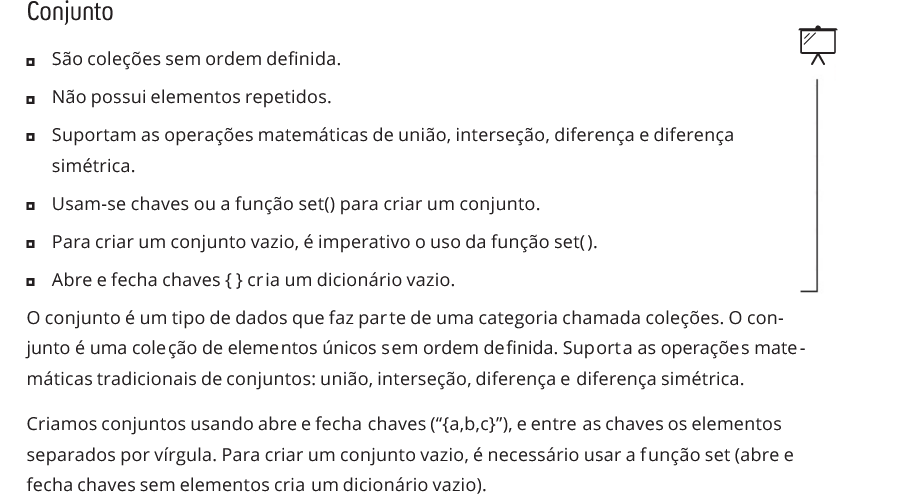 Conjunto
São coleções sem ordem definida.
Não possui elementos repetidos.
Suportam as operações matemáticas de união, interseção, diferença e diferença
simétrica.
Usam-se chaves ou a função set() para criar um conjunto.
Para criar um conjunto vazio, é imperativo o uso da função set().
Abre e fecha chaves { } cria um dicionário vazio.
O conjunto é um tipo de dados que faz parte de uma categoria chamada coleções. O con-
junto é uma coleção de elementos únicos sem ordem definida. Suporta as operações mate-
máticas tradicionais de conjuntos: união, interseção, diferença e diferença simétrica.
Criamos conjuntos usando abre e fecha chaves (“{a,b,c}”), e entre as chaves os elementos
separados por vírgula. Para criar um conjunto vazio, é necessário usar a função set (abre e
fecha chaves sem elementos cria um dicionário vazio).